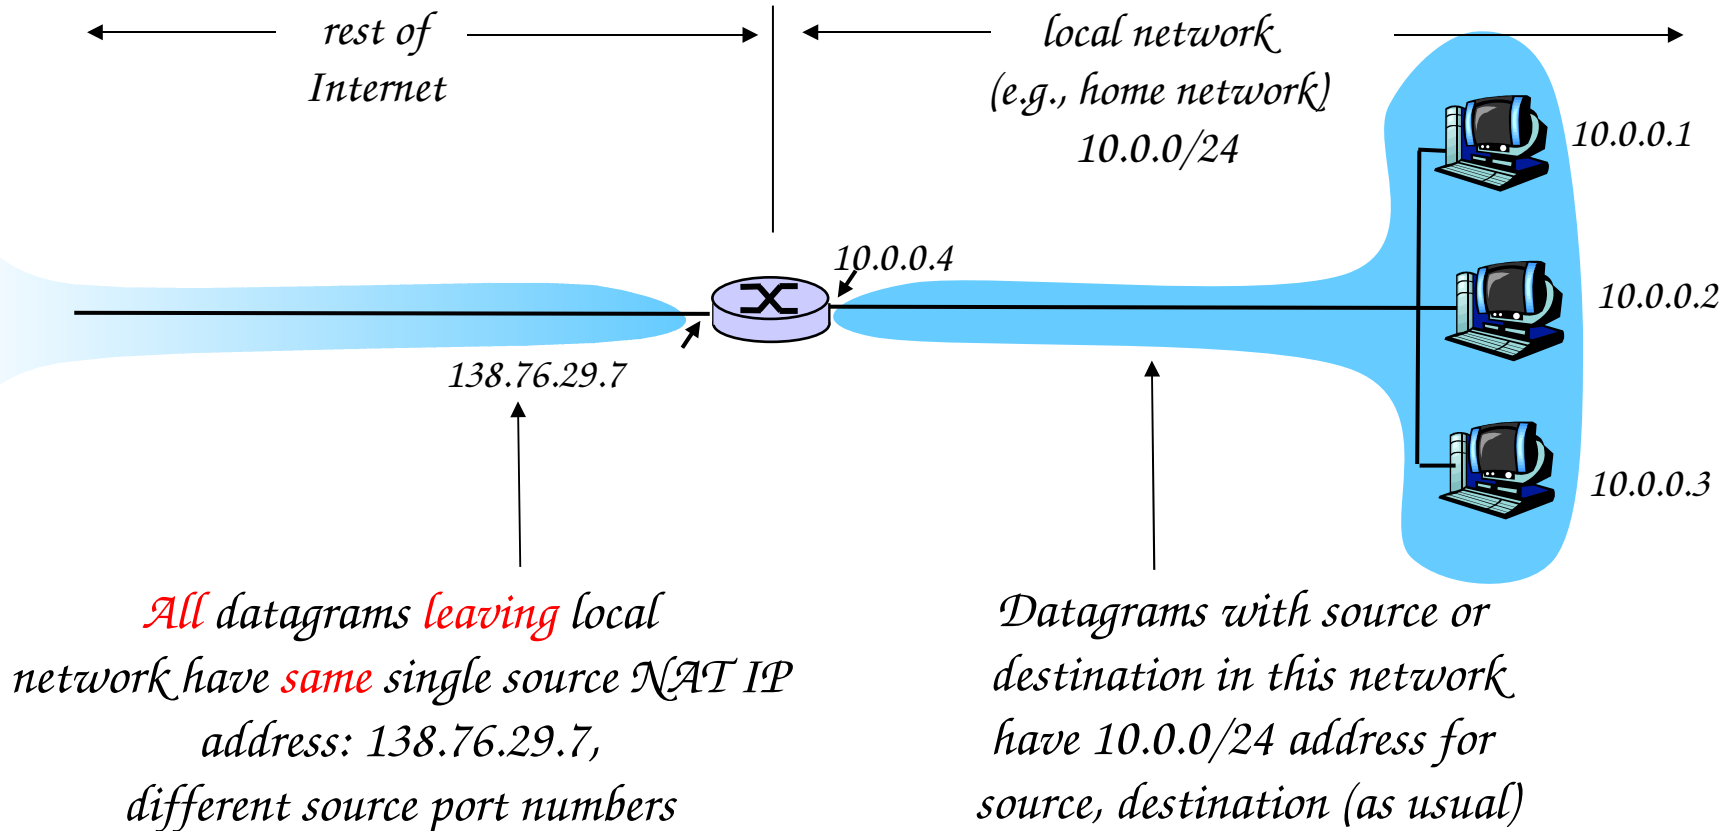 rest of
Internet
local network
(e.g., home network)
10.0.0/24
10.0.0.1
10.0.0.4
10.0.0.2
138.76.29.7
10.0.0.3
All datagrams leaving local
network have same single source NAT IP
address: 138.76.29.7,
different source port numbers
Datagrams with source or
destination in this network
have 10.0.0/24 address for
source, destination (as usual)